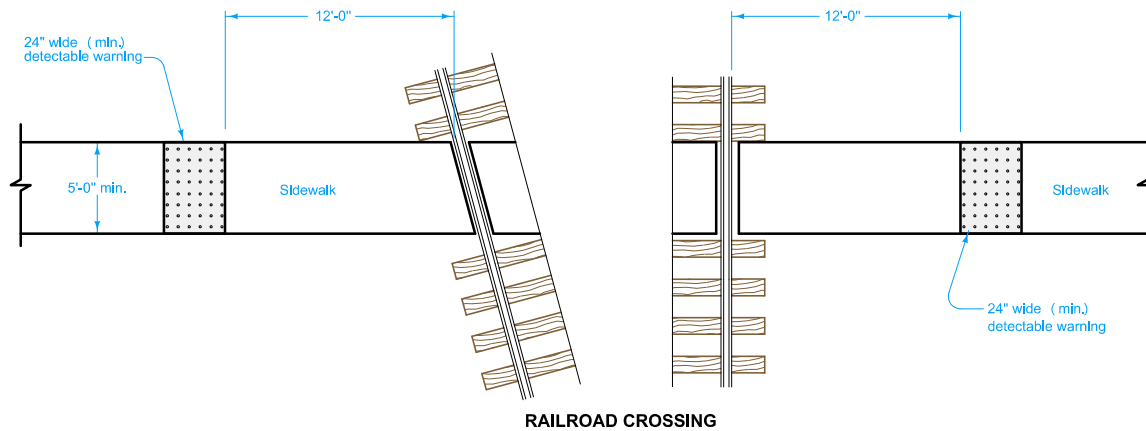 12'-0"
12'-0"
24" wide (min.)
detectable warning
5'-0" min.
Sidewalk
Sidewalk
24" wide (min.)
detectable warning
RAILROAD CROSSING